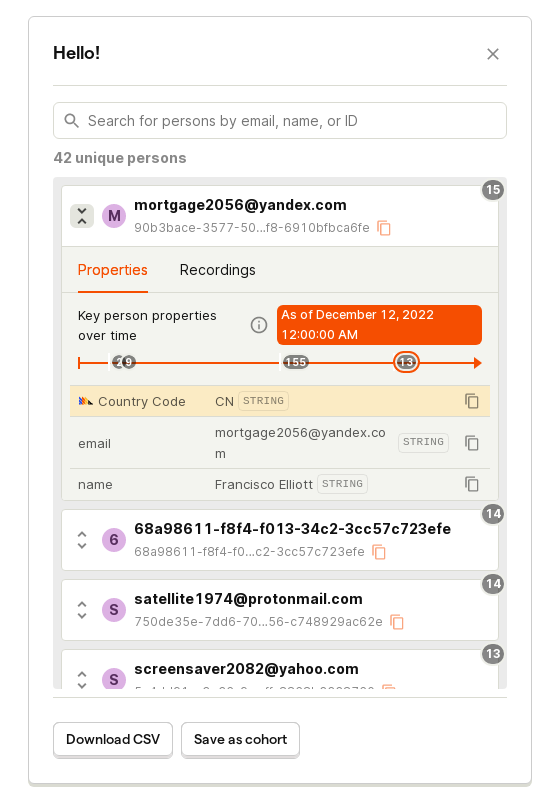 Hello!
Search for persons by email, name, or ID
42 unique persons
15
M
mortgage2056@yandex.com
90b3bace-3577-50...f8-6910bfbca6fe
Properties
Recordings
Key person properties
over time
As of December 12, 2022
12:00:00 AM
2
9
155
13
Country Code
CN
STRING
email
mortgage2056@yandex.co
m
STRING
name
Francisco Elliott
STRING
14
6
68a98611-f8f4-f013-34c2-3cc57c723efe
68a98611-f8f4-f0...c2-3cc57c723efe
14
S
satellite1974@protonmail.com
750de35e-7dd6-70...56-c748929ac62e
13
S
screensaver2082@yahoo.com
Download CSV
Save as cohort